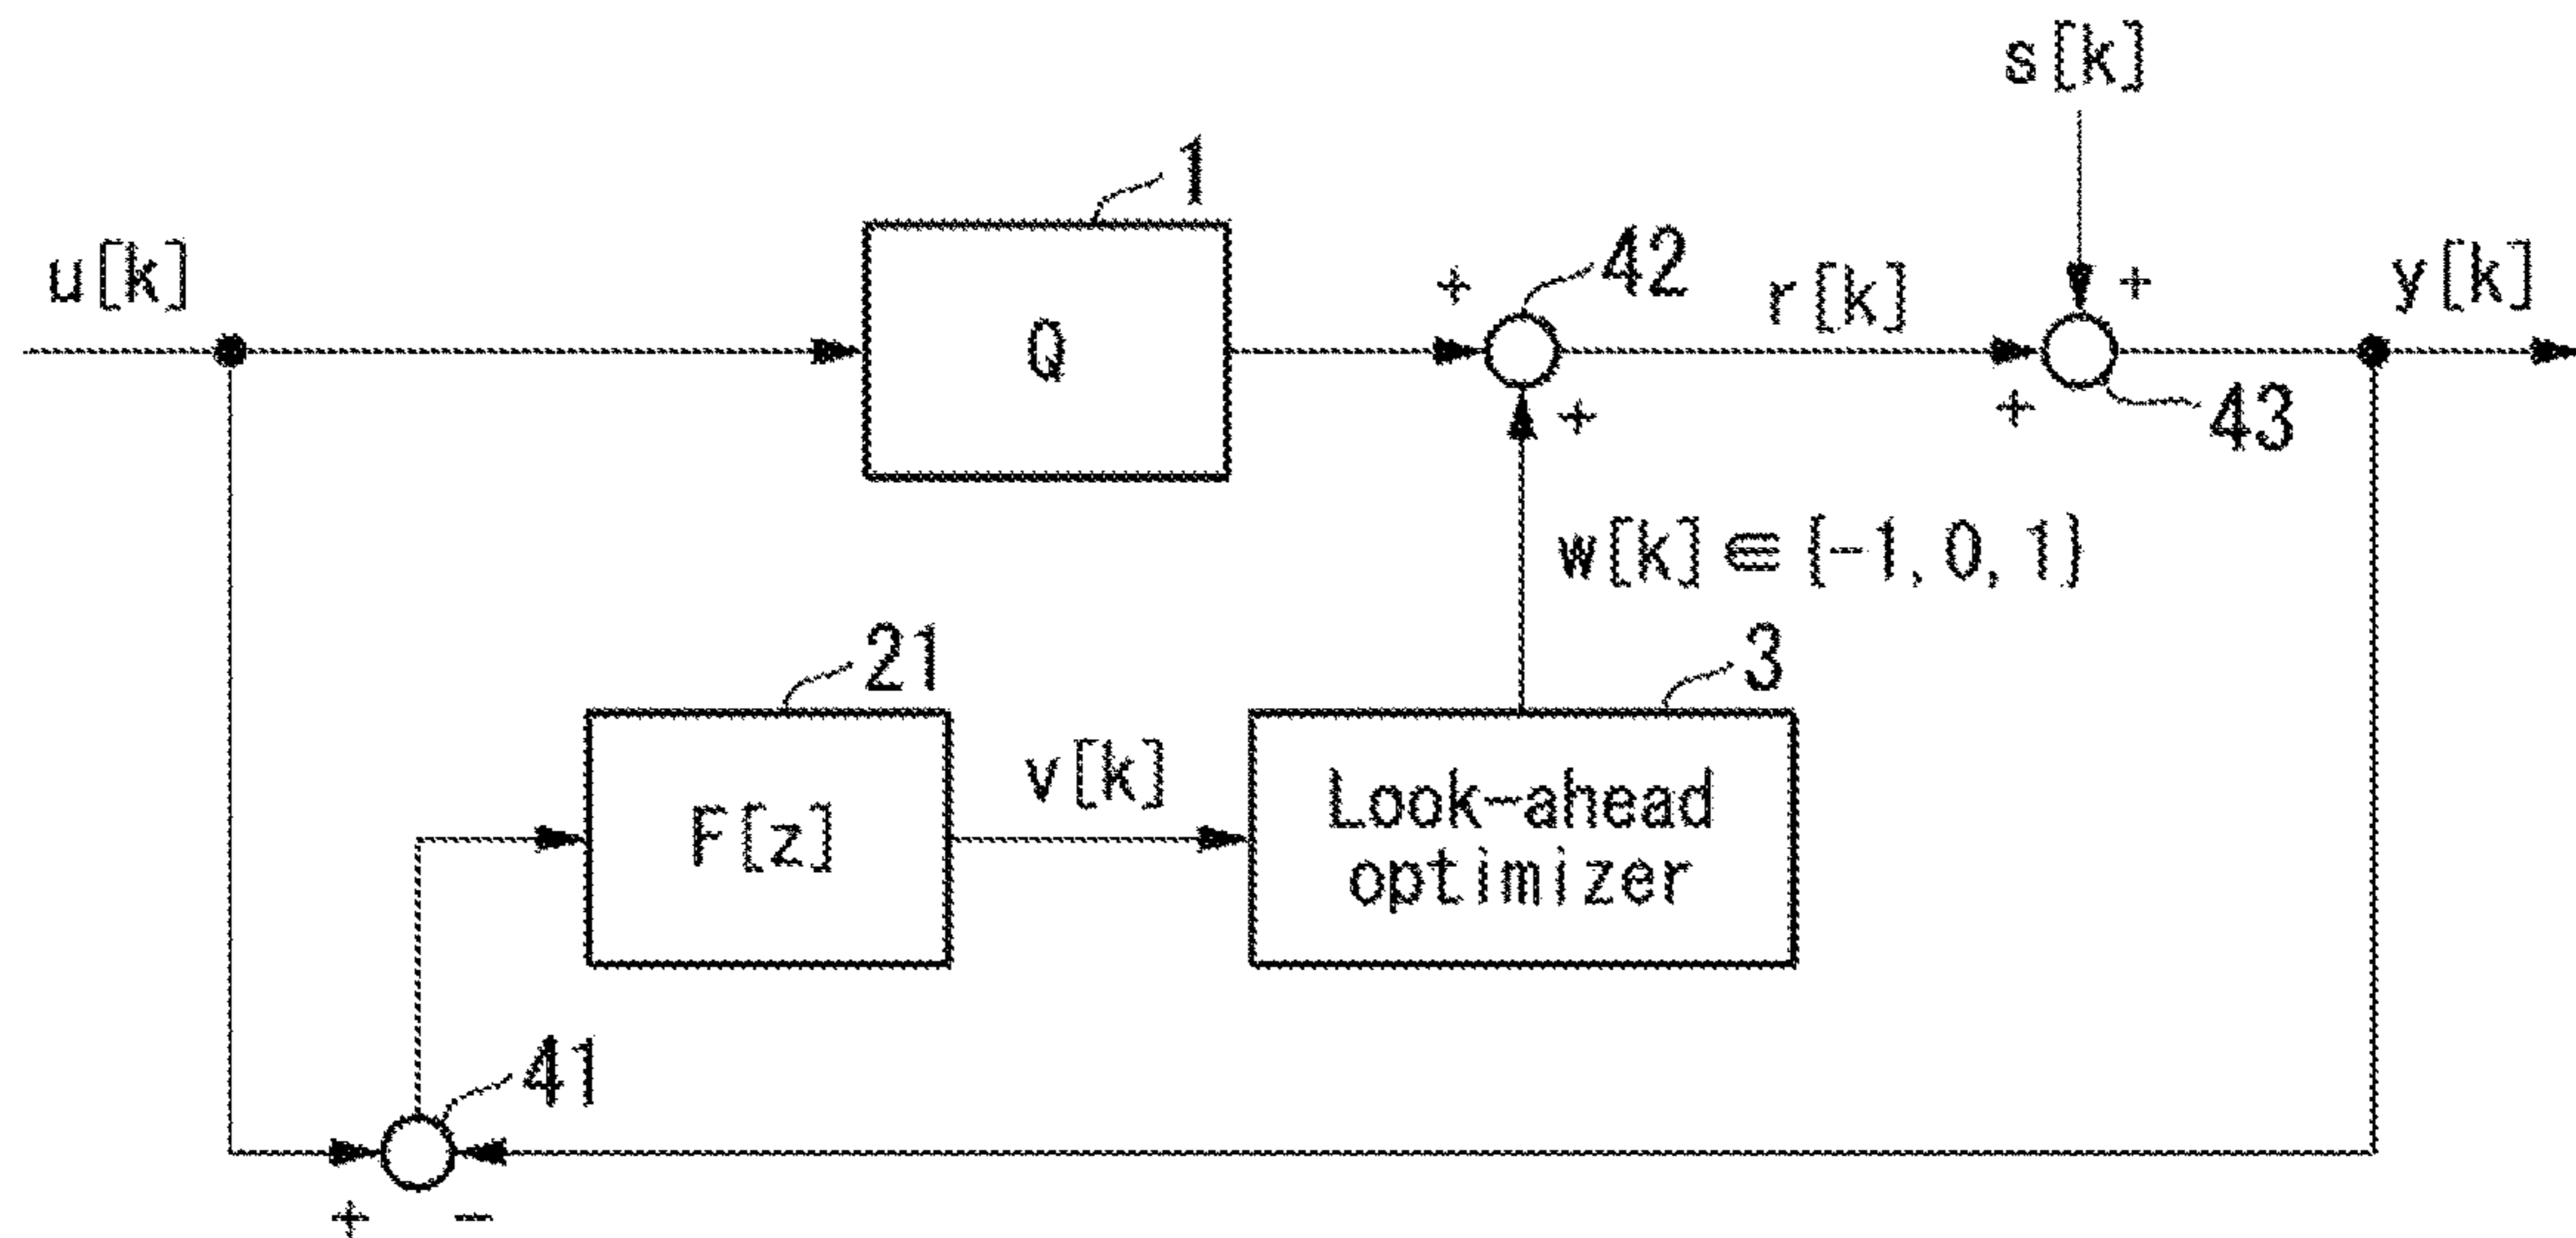 s[k]
1
u[k]
Q
+
42
r[k]
+
y[k]
+
+
43
w[k] ∈ {-1, 0, 1}
21
3
F[z]
v[k]
Look-ahead
optimizer
41
+
−